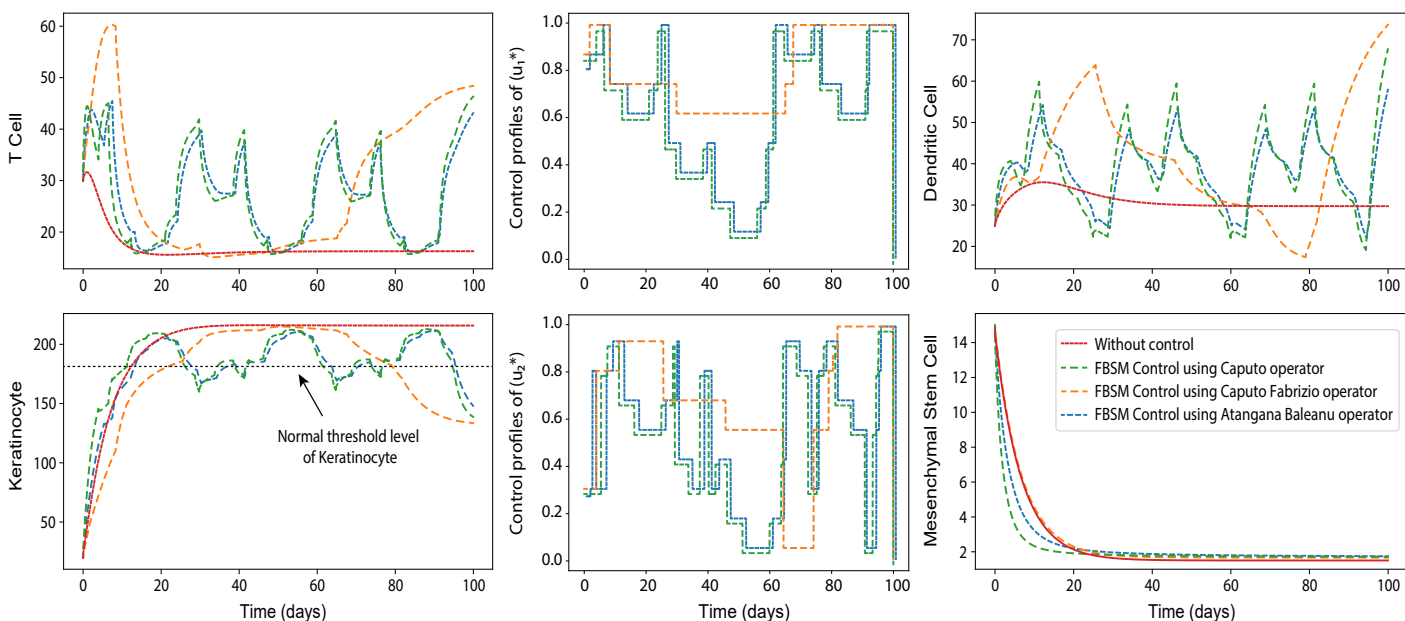 T Cell
60
50
40
30
20
0 20 40 60 80 100
Control profiles of (u₁*)
1.0
0.8
0.6
0.4
0.2
0.0
0 20 40 60 80 100
Dendritic Cell
70
60
50
40
30
20
0 20 40 60 80 100
Keratinocyte
200
150
100
50
Normal threshold level
of Keratinocyte
0 20 40 60 80 100
Time (days)
Control profiles of (u₂*)
1.0
0.8
0.6
0.4
0.2
0.0
0 20 40 60 80 100
Time (days)
Mesenchymal Stem Cell
14
12
10
8
6
4
2
Without control
FBSM Control using Caputo operator
FBSM Control using Caputo Fabrizio operator
FBSM Control using Atangana Baleanu operator
0 20 40 60 80 100
Time (days)